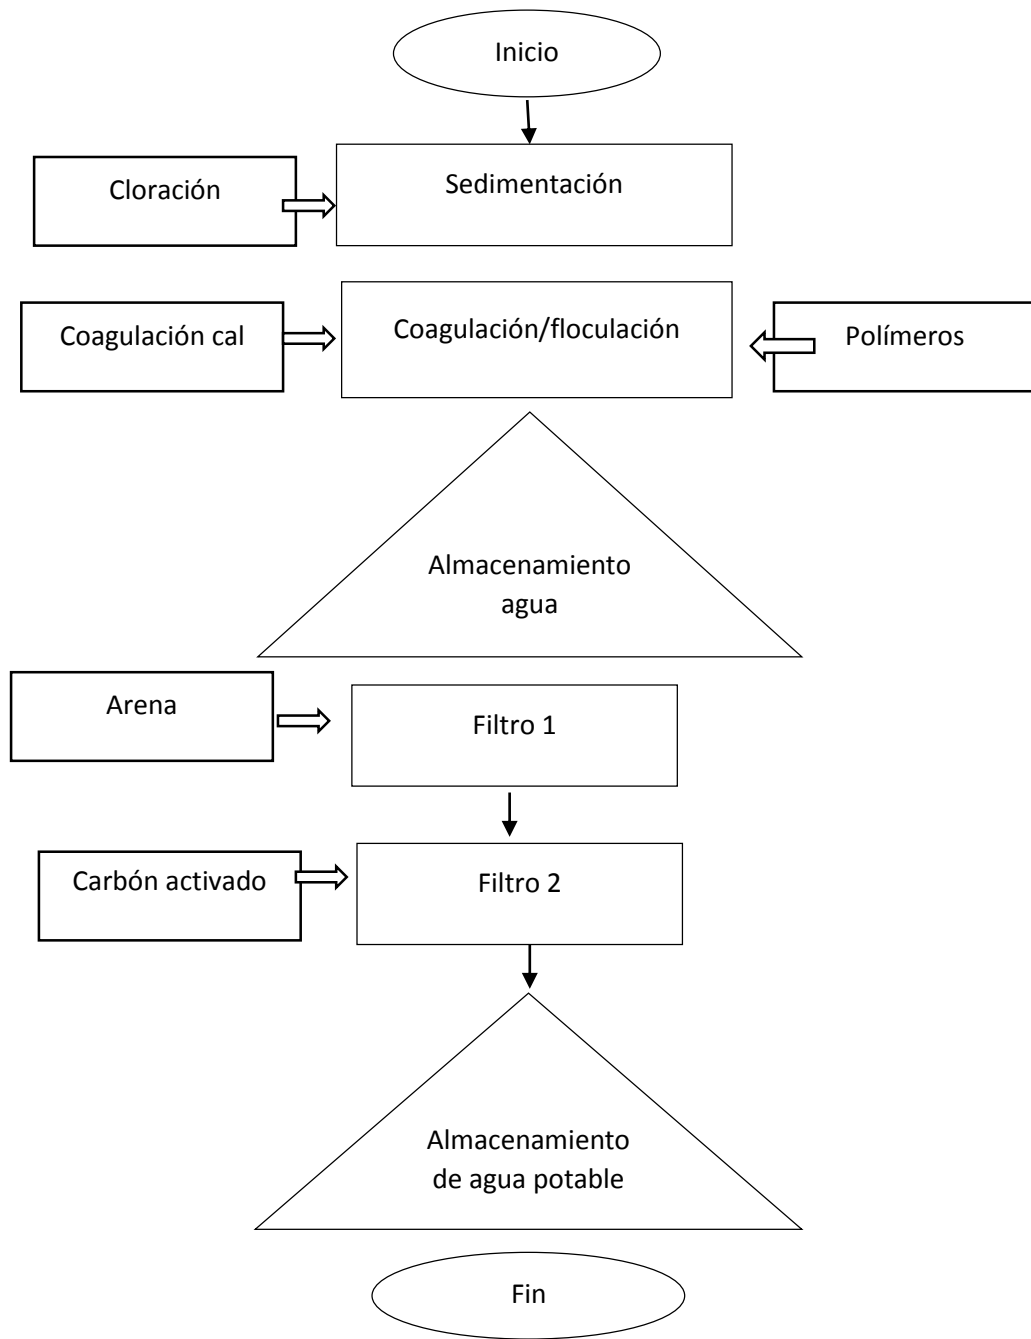 Inicio
Cloración
Sedimentación
Coagulación cal
Coagulación/floculación
Polímeros
Almacenamiento
agua
Arena
Filtro 1
Carbón activado
Filtro 2
Almacenamiento
de agua potable
Fin